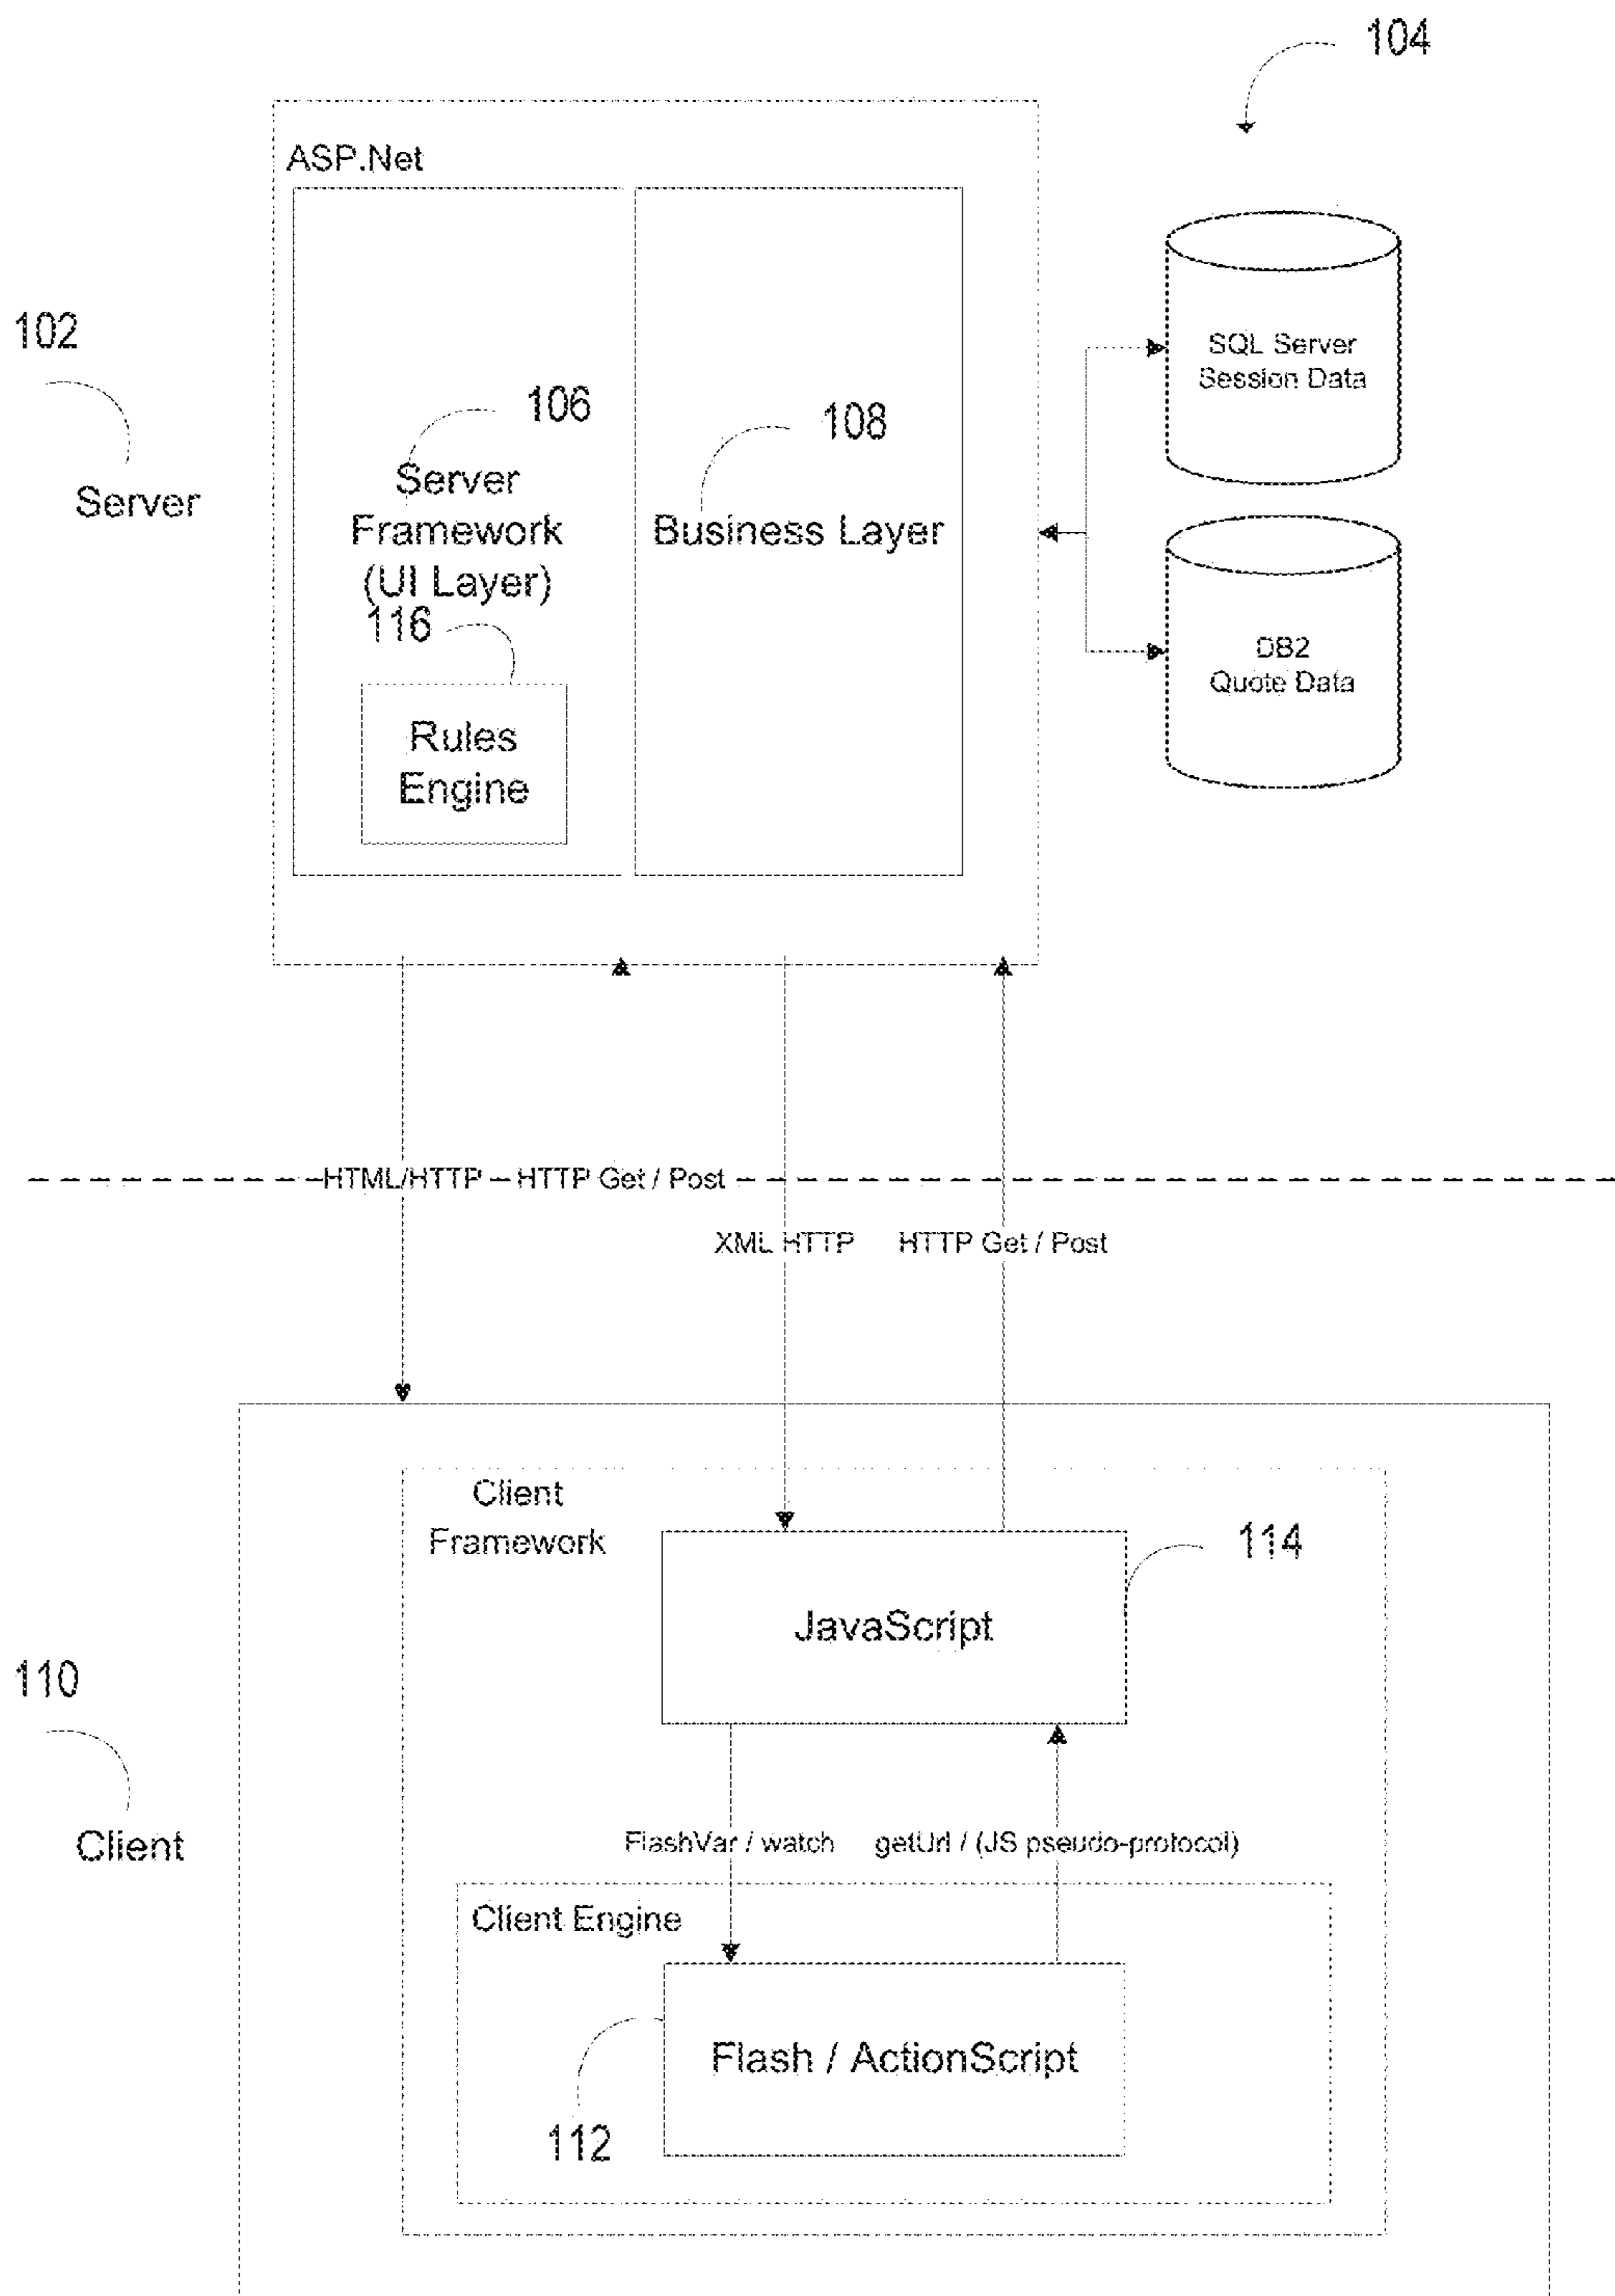 104
ASP.Net
102
Server
106
Server
Framework
(UI Layer)
108
Business Layer
116
Rules
Engine
SQL Server
Session Data
DB2
Quote Data
HTML/HTTP
HTTP Get / Post
XML HTTP
HTTP Get / Post
Client
Framework
JavaScript
114
110
Client
FlashVar / watch
getUrl / (JS pseudo-protocol)
Client Engine
Flash / ActionScript
112